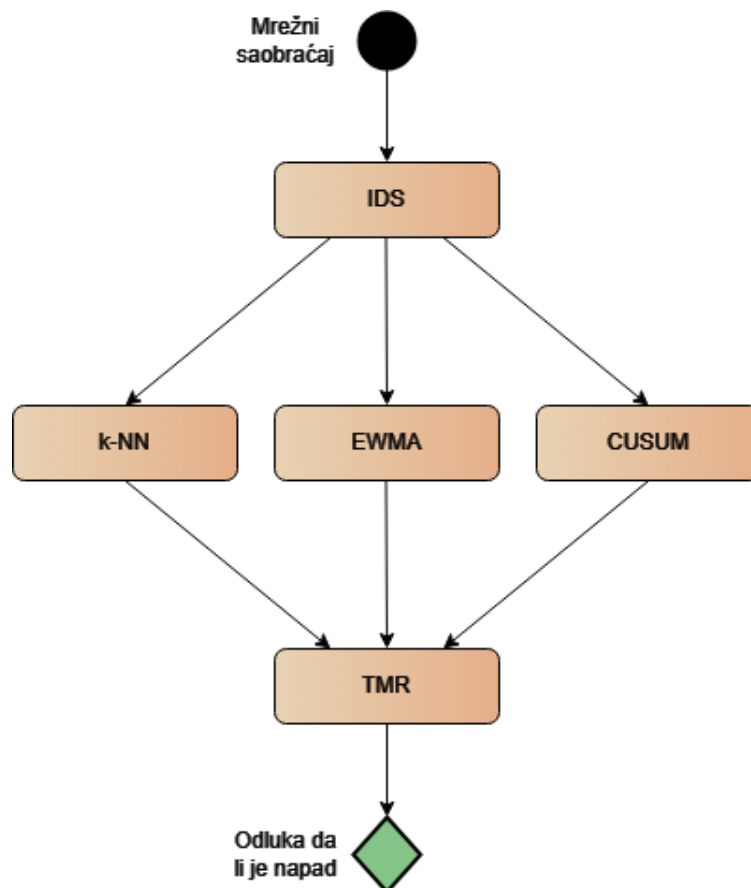 Mrežni
saobraćaj
IDS
k-NN
EWMA
CUSUM
TMR
Odluka da
li je napad